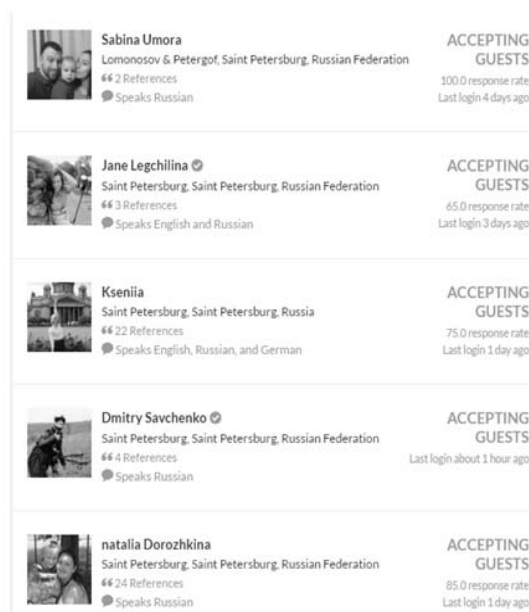 Sabina Umora
Lomonosov & Petergof, Saint Petersburg, Russian Federation
2 References
Speaks Russian
ACCEPTING
GUESTS
100.0 response rate
Last login 4 days ago
Jane Legchilina
Saint Petersburg, Saint Petersburg, Russian Federation
3 References
Speaks English and Russian
ACCEPTING
GUESTS
65.0 response rate
Last login 3 days ago
Kseniia
Saint Petersburg, Saint Petersburg, Russia
22 References
Speaks English, Russian, and German
ACCEPTING
GUESTS
75.0 response rate
Last login 1 day ago
Dmitry Savchenko
Saint Petersburg, Saint Petersburg, Russian Federation
4 References
Speaks Russian
ACCEPTING
GUESTS
Last login about 1 hour ago
natalia Dorozhkina
Saint Petersburg, Saint Petersburg, Russian Federation
24 References
Speaks Russian
ACCEPTING
GUESTS
85.0 response rate
Last login 1 day ago